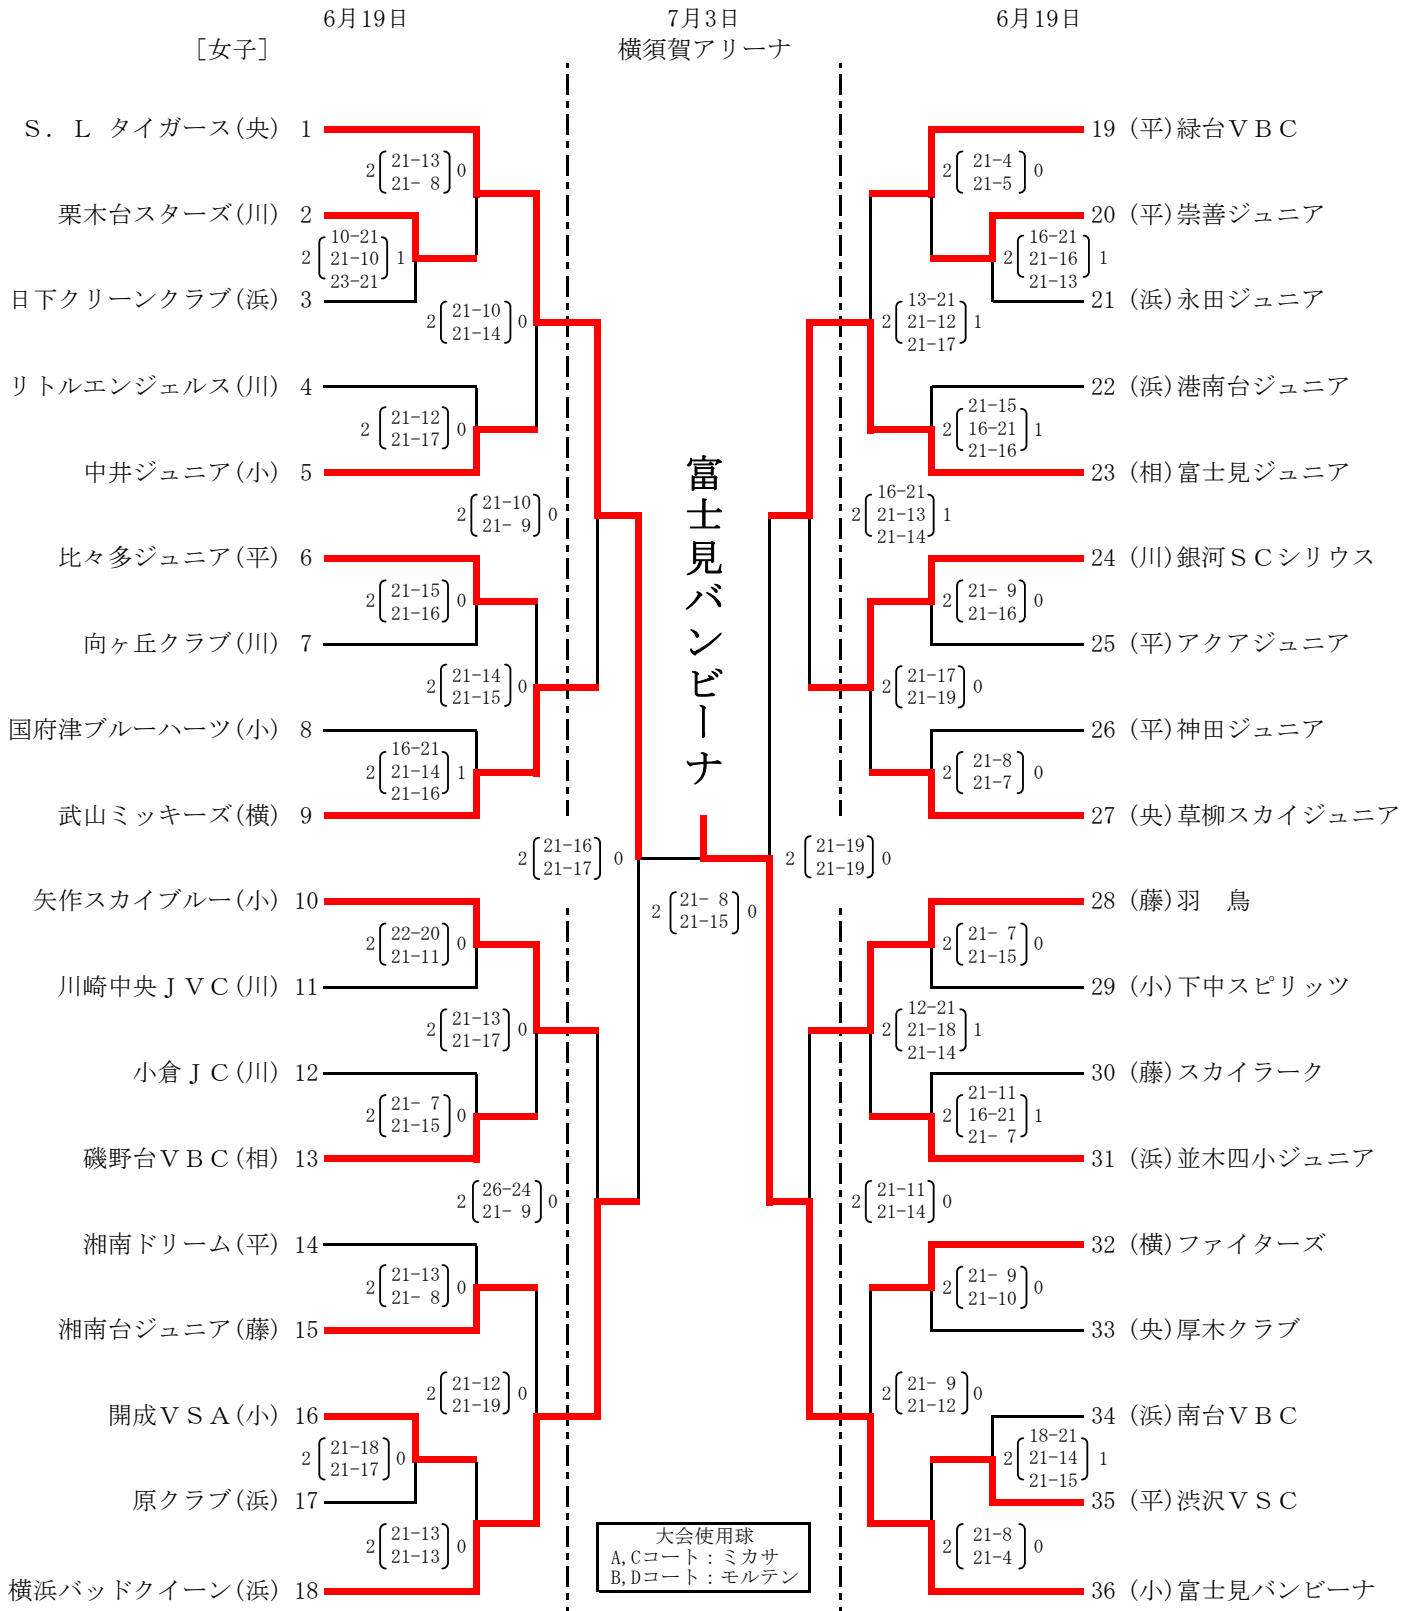 6月19日 7月3日 6月19日
[女子] 横須賀アリーナ
S. L タイガース(央) 1
2 21-13 0
21- 8
栗木台スターズ(川) 2
10-21
2 21-10 1
23-21
日下クリーンクラブ(浜) 3
2 21-10 0
21-14
リトルエンジェルス(川) 4
2 21-12 0
21-17
中井ジュニア(小) 5
2 21-10 0
21- 9
比々多ジュニア(平) 6
2 21-15 0
21-16
向ヶ丘クラブ(川) 7
2 21-14 0
21-15
国府津ブルーハーツ(小) 8
16-21
2 21-14 1
21-16
武山ミッキーズ(横) 9
2 21-16 0
21-17
矢作スカイブルー(小) 10
2 22-20 0
21-11
川崎中央JVC(川) 11
2 21-13 0
21-17
小倉JC(川) 12
2 21- 7 0
21-15
磯野台VBC(相) 13
2 26-24 0
21- 9
湘南ドリーム(平) 14
2 21-13 0
21- 8
湘南台ジュニア(藤) 15
2 21-12 0
21-19
開成VSA(小) 16
2 21-18 0
21-17
原クラブ(浜) 17
2 21-13 0
21-13
横浜バッドクイーン(浜) 18
富士見バンビーナ
2 21- 8 0
21-15
大会使用球
A,Cコート:ミカサ
B,Dコート:モルテン
19 (平)緑台VBC
2 21-4 0
21-5
20 (平)崇善ジュニア
16-21
2 21-16 1
21-13
21 (浜)永田ジュニア
13-21
2 21-12 1
21-17
22 (浜)港南台ジュニア
21-15
2 16-21 1
21-16
23 (相)富士見ジュニア
16-21
2 21-13 1
21-14
24 (川)銀河SCシリウス
2 21- 9 0
21-16
25 (平)アクアジュニア
2 21-17 0
21-19
26 (平)神田ジュニア
2 21-8 0
21-7
27 (央)草柳スカイジュニア
2 21-19 0
21-19
28 (藤)羽 鳥
2 21- 7 0
21-15
29 (小)下中スピリッツ
12-21
2 21-18 1
21-14
30 (藤)スカイラーク
21-11
2 16-21 1
21- 7
31 (浜)並木四小ジュニア
2 21-11 0
21-14
32 (横)ファイターズ
2 21- 9 0
21-10
33 (央)厚木クラブ
2 21- 9 0
21-12
34 (浜)南台VBC
18-21
2 21-14 1
21-15
35 (平)渋沢VSC
2 21-8 0
21-4
36 (小)富士見バンビーナ